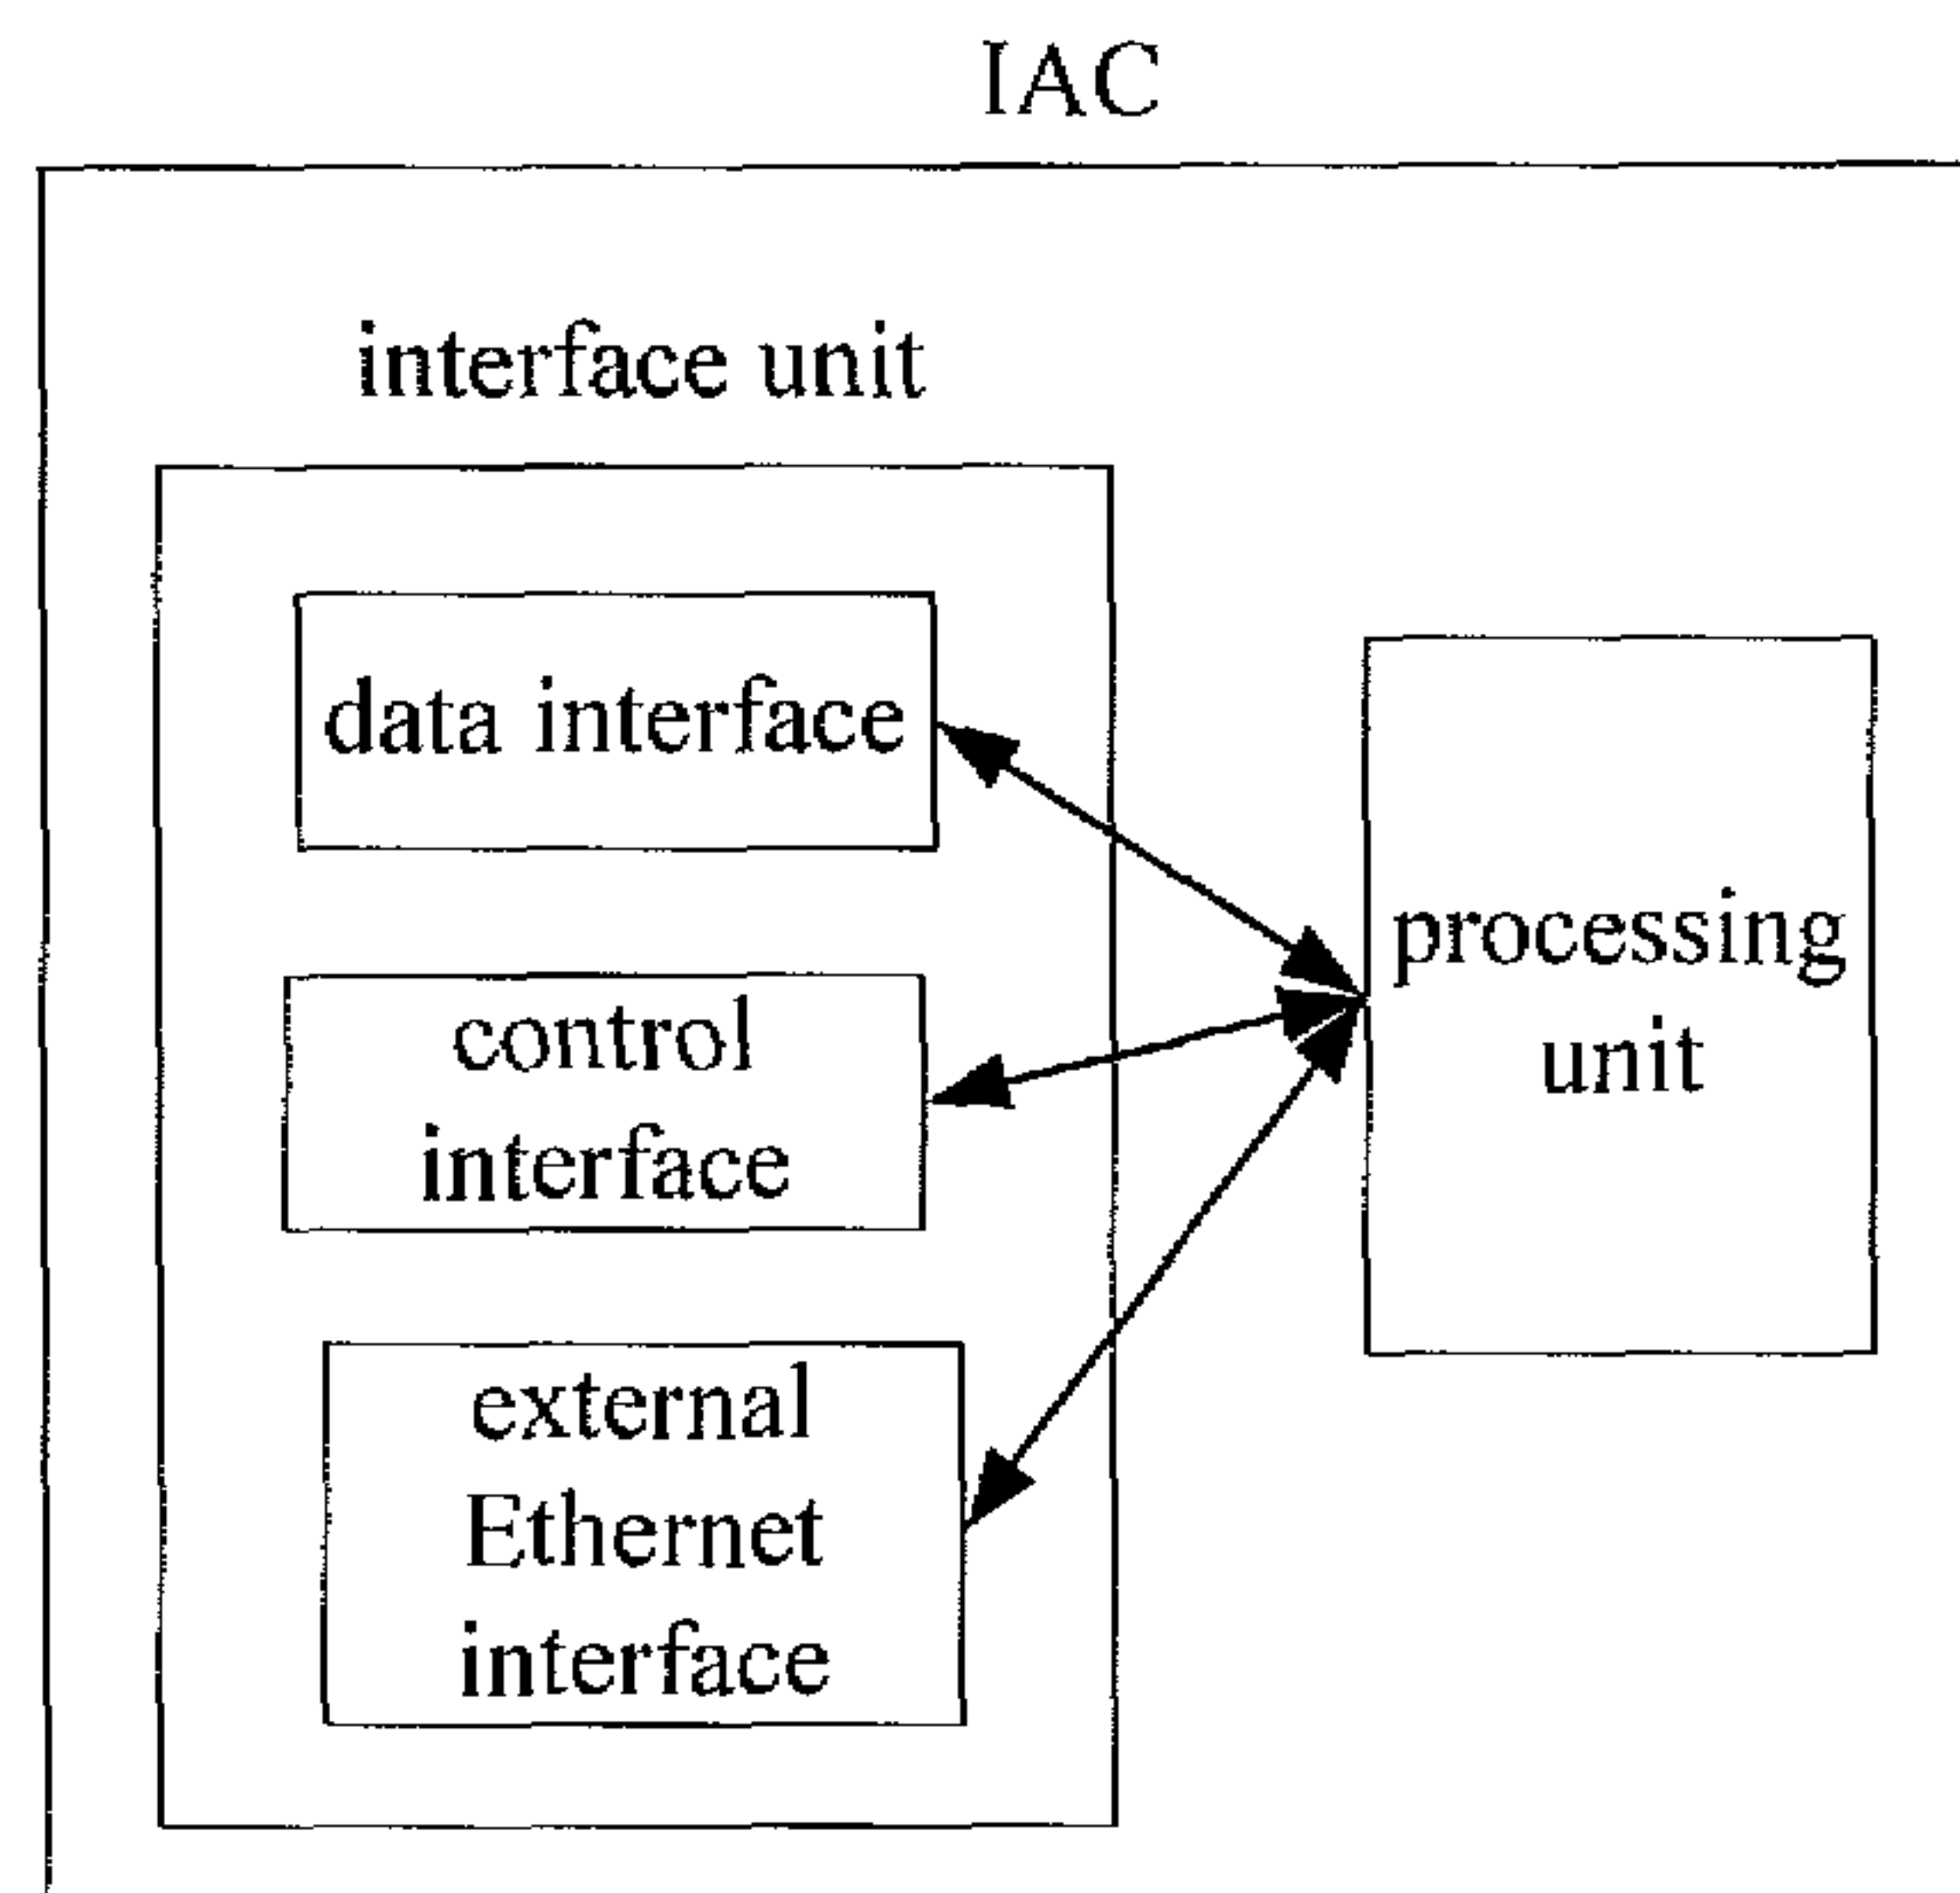 IAC
interface unit
data interface
control
interface
external
Ethernet
interface
processing
unit